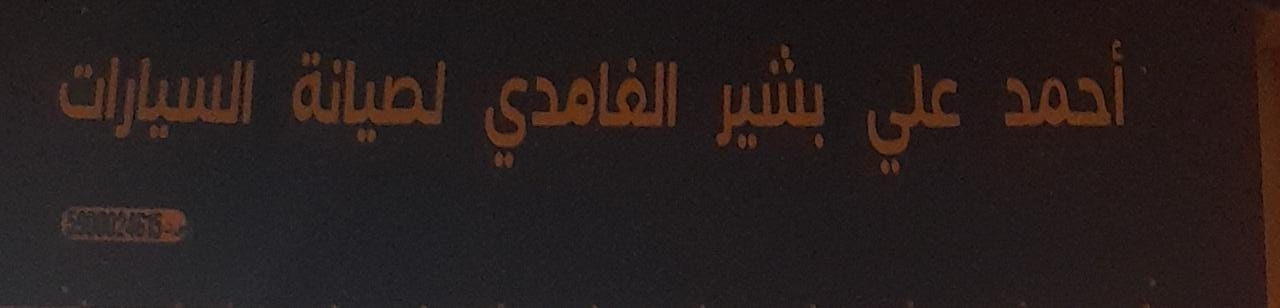 أحمد علي بشير الغامدي لصيانة السيارات